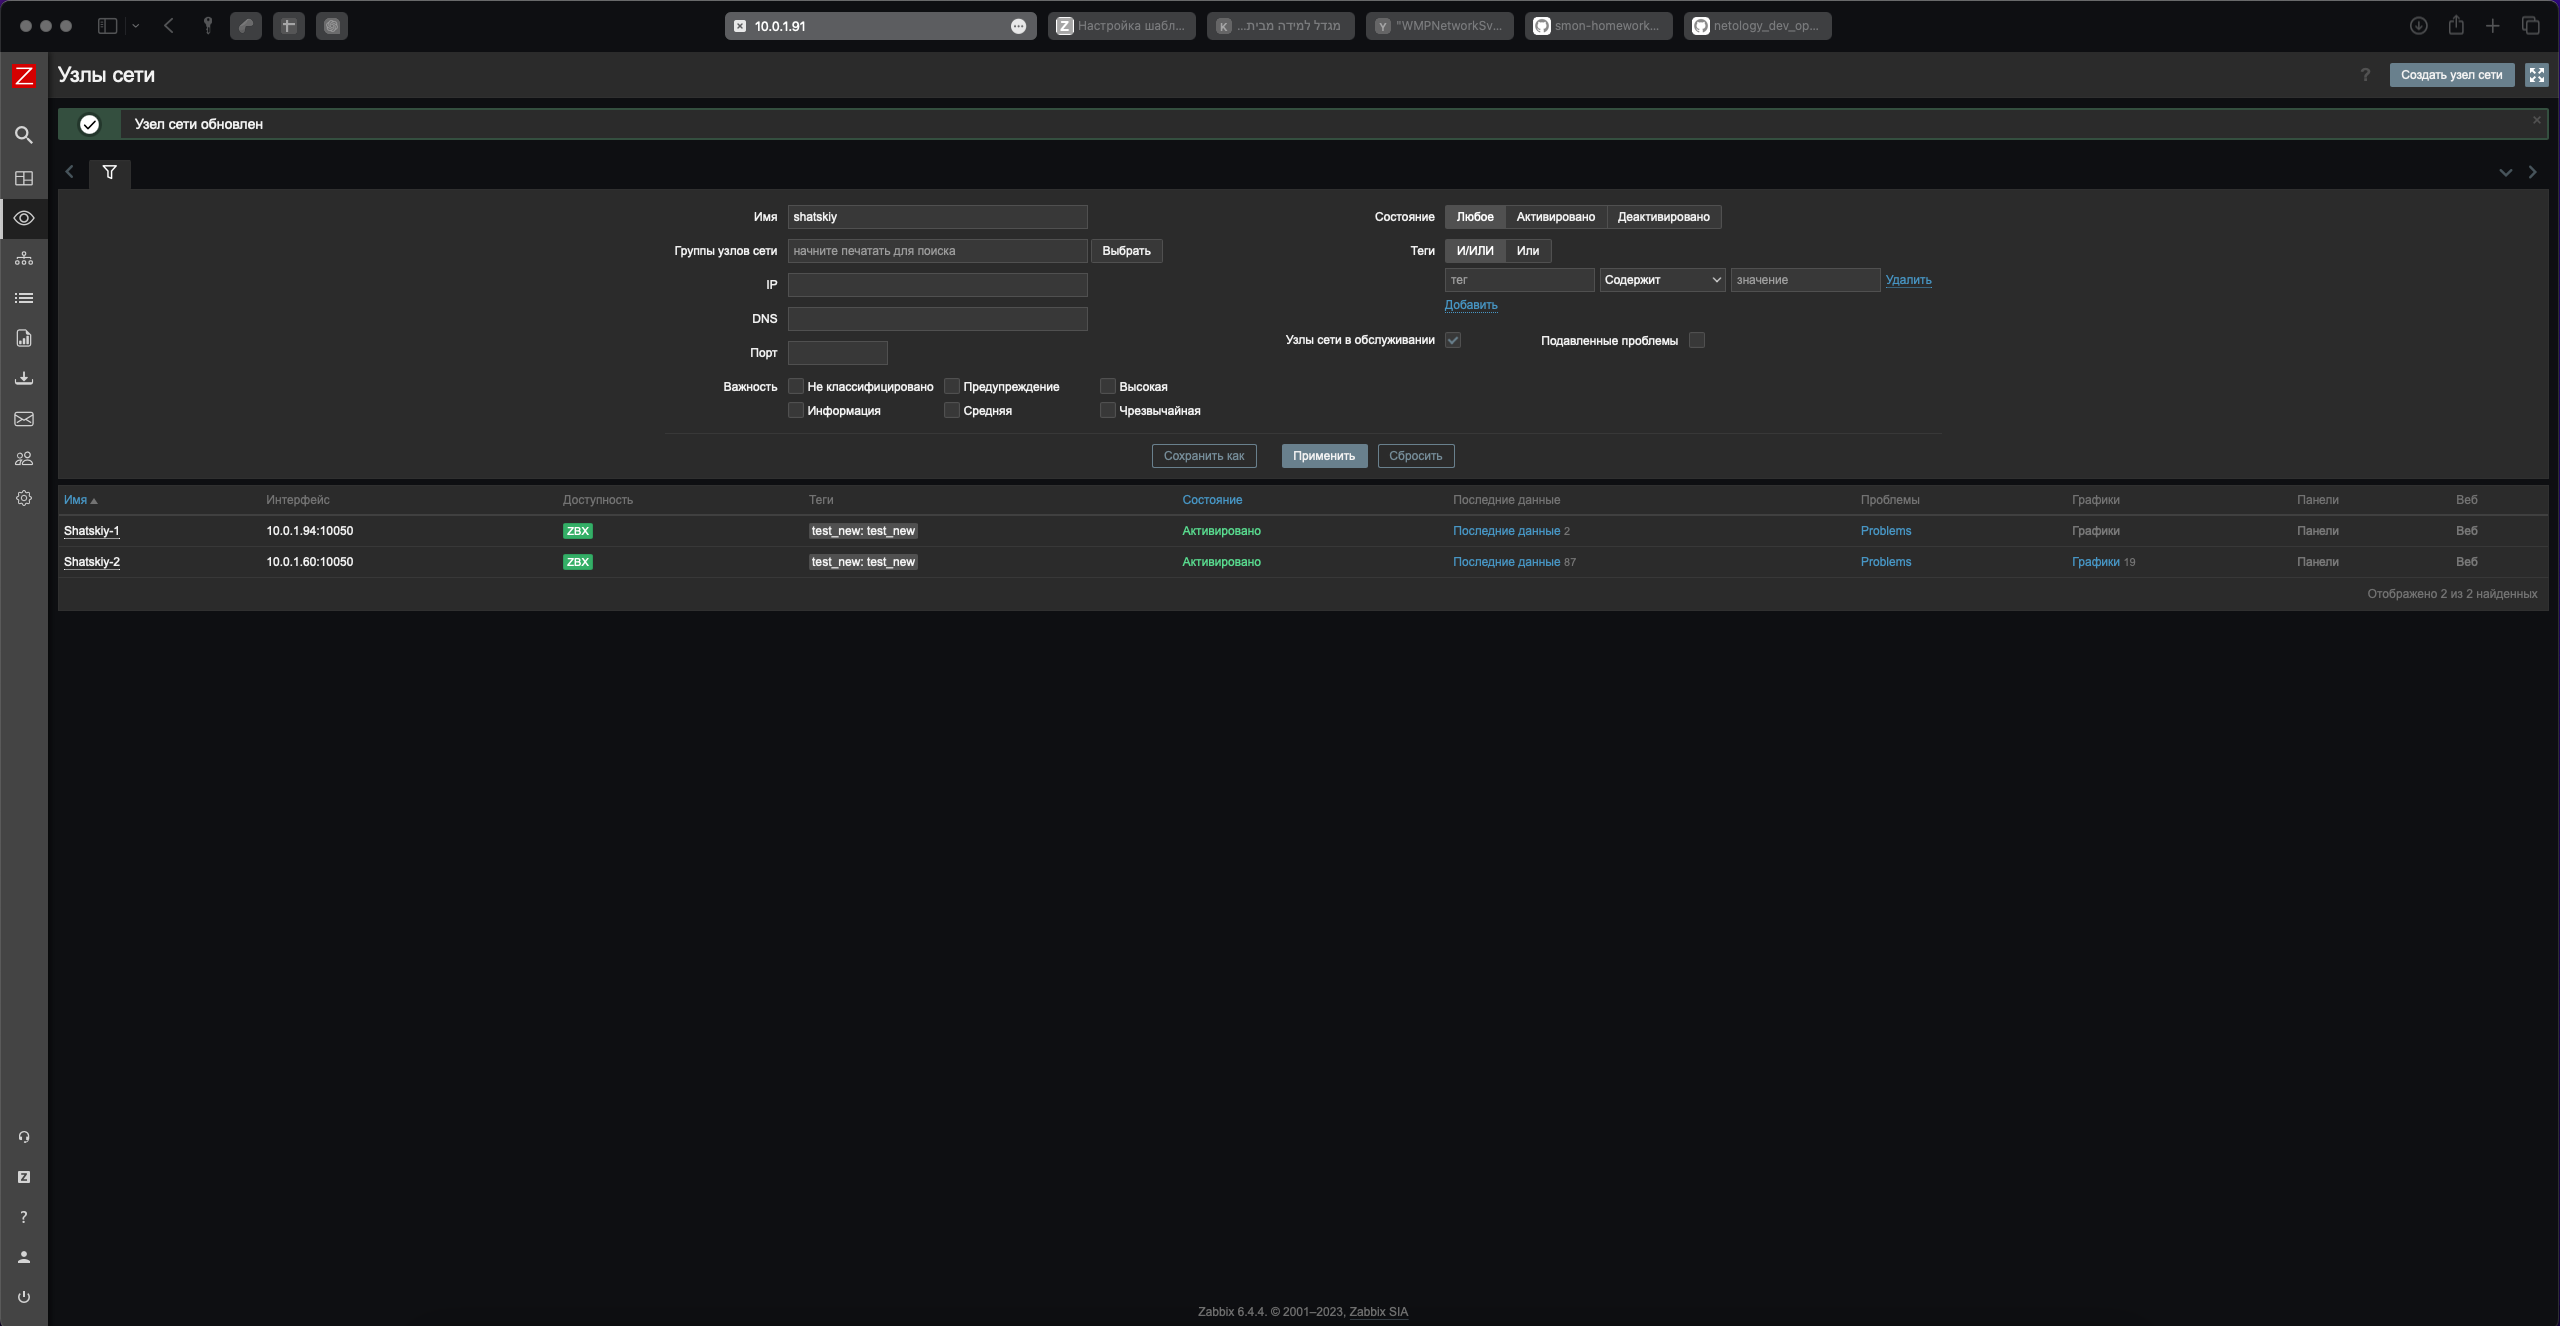 10.0.1.91
Z Настройка шабл...
K ...מגדל למידה מבית
Y "WMPNetworkSv...
smon-homework...
netology_dev_op...
Z Узлы сети
? Создать узел сети
Узел сети обновлен
Имя shatskiy
Группы узлов сети начните печатать для поиска Выбрать
IP
DNS
Порт
Важность Не классифицировано Предупреждение Высокая
Информация Средняя Чрезвычайная
Состояние Любое Активировано Деактивировано
Теги И/ИЛИ Или
тег Содержит значение Удалить
Добавить
Узлы сети в обслуживании Подавленные проблемы
Сохранить как Применить Сбросить
Имя Интерфейс Доступность Теги Состояние Последние данные Проблемы Графики Панели Веб
Shatskiy-1 10.0.1.94:10050 ZBX test_new: test_new Активировано Последние данные 2 Problems Графики Панели Веб
Shatskiy-2 10.0.1.60:10050 ZBX test_new: test_new Активировано Последние данные 87 Problems Графики 19 Панели Веб
Отображено 2 из 2 найденных
Z
?
Zabbix 6.4.4. © 2001–2023, Zabbix SIA